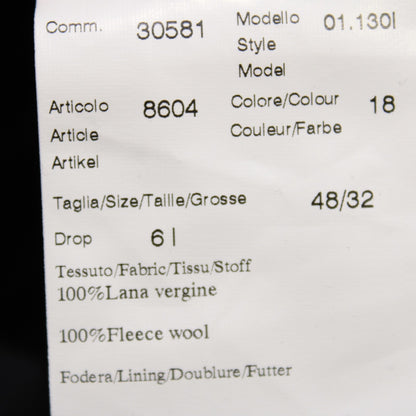 Comm. 30581 Modello 01.130l
Style
Model
Articolo 8604 Colore/Colour 18
Article Couleur/Farbe
Artikel
Taglia/Size/Taille/Grosse 48/32
Drop 6 l
Tessuto/Fabric/Tissu/Stoff
100%Lana vergine
100%Fleece wool
Fodera/Lining/Doublure/Futter